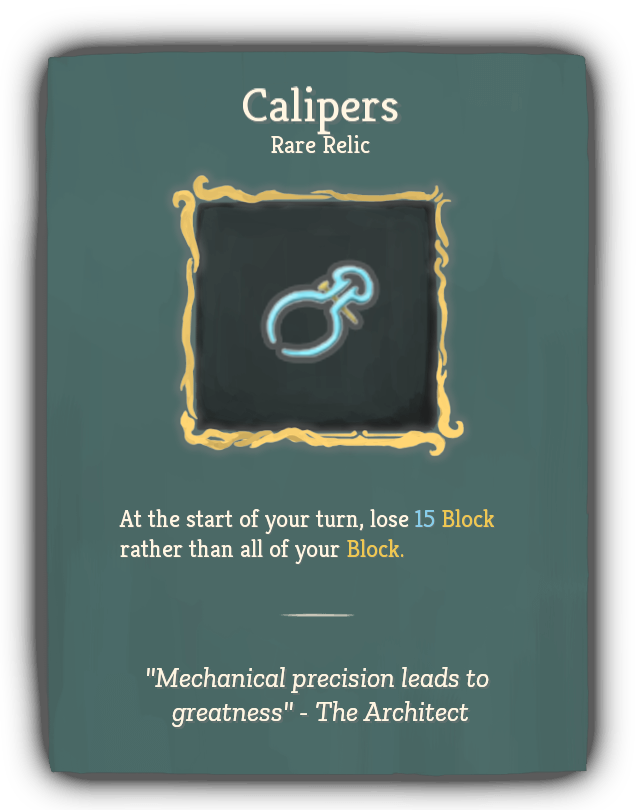 Calipers
Rare Relic
At the start of your turn, lose 15 Block
rather than all of your Block.
"Mechanical precision leads to
greatness" - The Architect